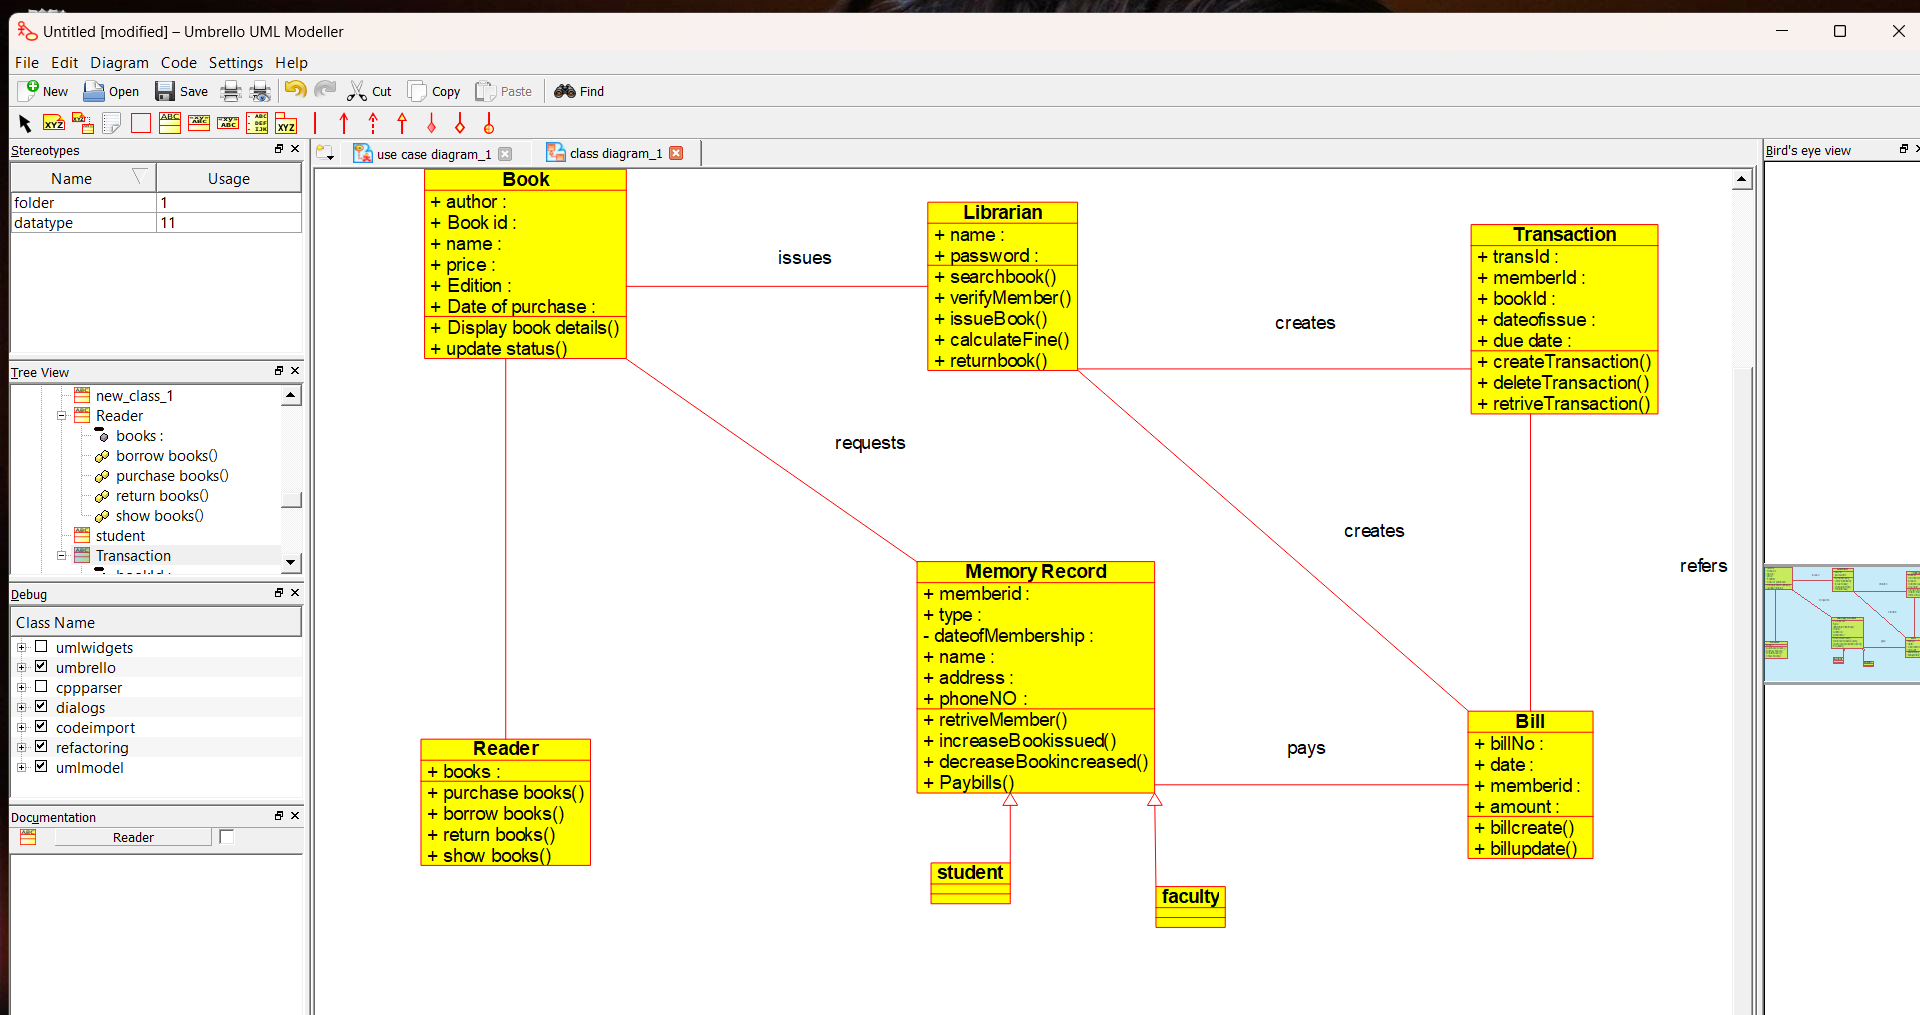 Untitled [modified] – Umbrello UML Modeller
File Edit Diagram Code Settings Help
New Open Save Cut Copy Paste Find
Stereotypes
Name Usage
folder 1
datatype 11
Tree View
new_class_1
Reader
books :
borrow books()
purchase books()
return books()
show books()
student
Transaction
bookId :
Debug
Class Name
umlwidgets
umbrello
cppparser
dialogs
codeimport
refactoring
umlmodel
Documentation
Reader
use case diagram_1 class diagram_1
Book
+ author :
+ Book id :
+ name :
+ price :
+ Edition :
+ Date of purchase :
+ Display book details()
+ update status()
issues
Librarian
+ name :
+ password :
+ searchbook()
+ verifyMember()
+ issueBook()
+ calculateFine()
+ returnbook()
creates
Transaction
+ transId :
+ memberId :
+ bookId :
+ dateofissue :
+ due date :
+ createTransaction()
+ deleteTransaction()
+ retriveTransaction()
requests
creates
refers
Memory Record
+ memberid :
+ type :
- dateofMembership :
+ name :
+ address :
+ phoneNO :
+ retriveMember()
+ increaseBookissued()
+ decreaseBookincreased()
+ Paybills()
pays
Bill
+ billNo :
+ date :
+ memberid :
+ amount :
+ billcreate()
+ billupdate()
Reader
+ books :
+ purchase books()
+ borrow books()
+ return books()
+ show books()
student
faculty
Bird's eye view